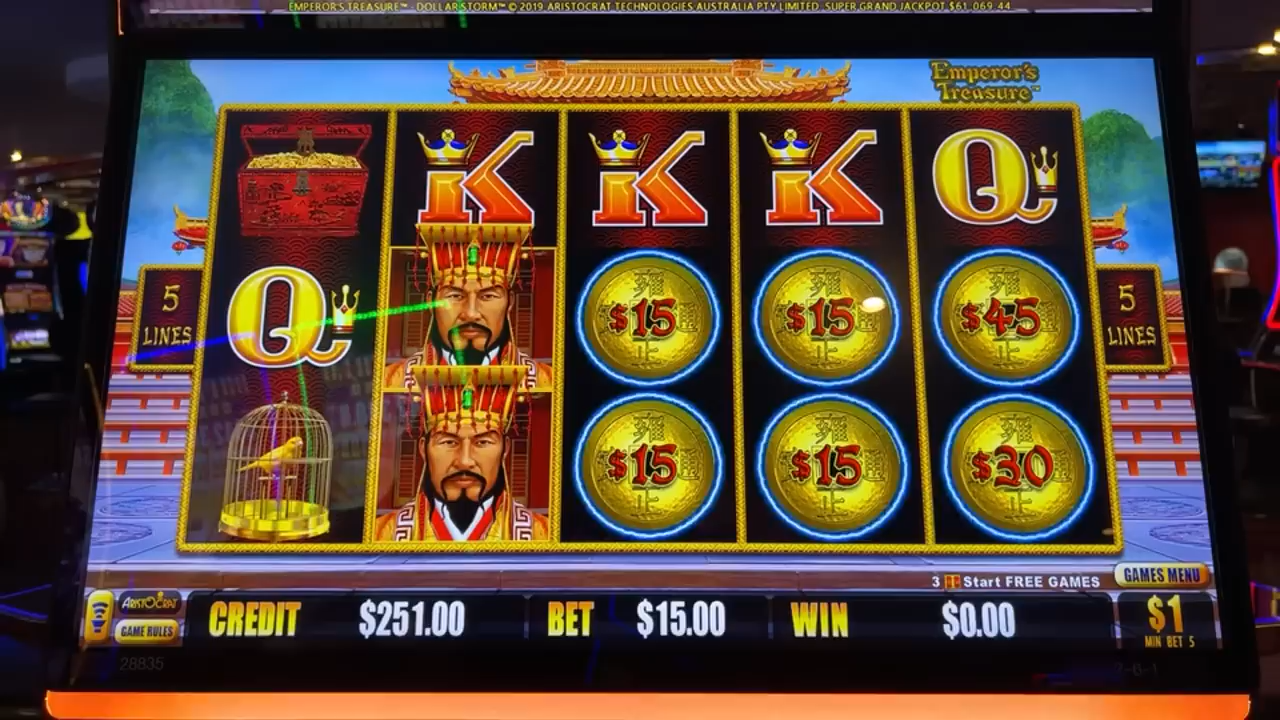 EMPEROR'S TREASURE™ - DOLLAR STORM™ © 2019 ARISTOCRAT TECHNOLOGIES AUSTRALIA PTY LIMITED. SUPER GRAND JACKPOT $61,069.44
Emperor's
Treasure™
K K K Q
5
LINES
Q $15 $15 $45
5
LINES
$15 $15 $30
3 Start FREE GAMES
GAMES MENU
ARISTOCRAT
GAME RULES
CREDIT $251.00 BET $15.00 WIN $0.00
$1
MIN BET 5
28835